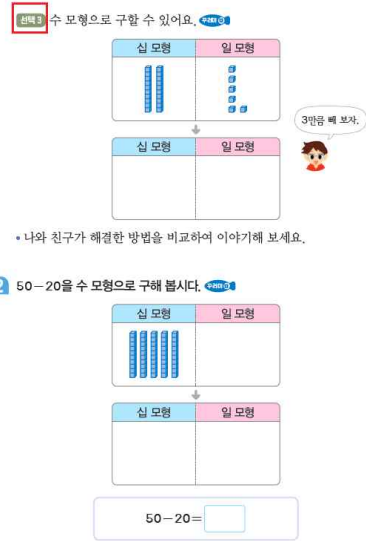 선택 3 수 모형으로 구할 수 있어요.
십 모형 일 모형
3만큼 빼 보자.
십 모형 일 모형
• 나와 친구가 해결한 방법을 비교하여 이야기해 보세요.
2 50-20을 수 모형으로 구해 봅시다.
십 모형 일 모형
십 모형 일 모형
50-20=